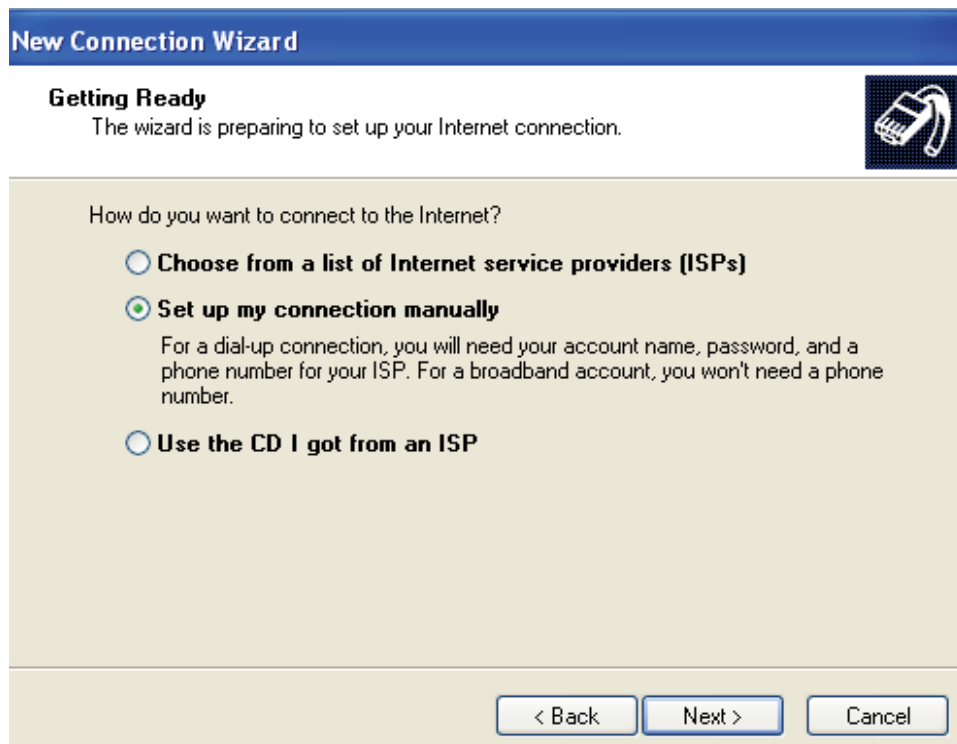 New Connection Wizard
Getting Ready
The wizard is preparing to set up your Internet connection.
How do you want to connect to the Internet?
Choose from a list of Internet service providers (ISPs)
Set up my connection manually
For a dial-up connection, you will need your account name, password, and a
phone number for your ISP. For a broadband account, you won't need a phone
number.
Use the CD I got from an ISP
< Back Next > Cancel